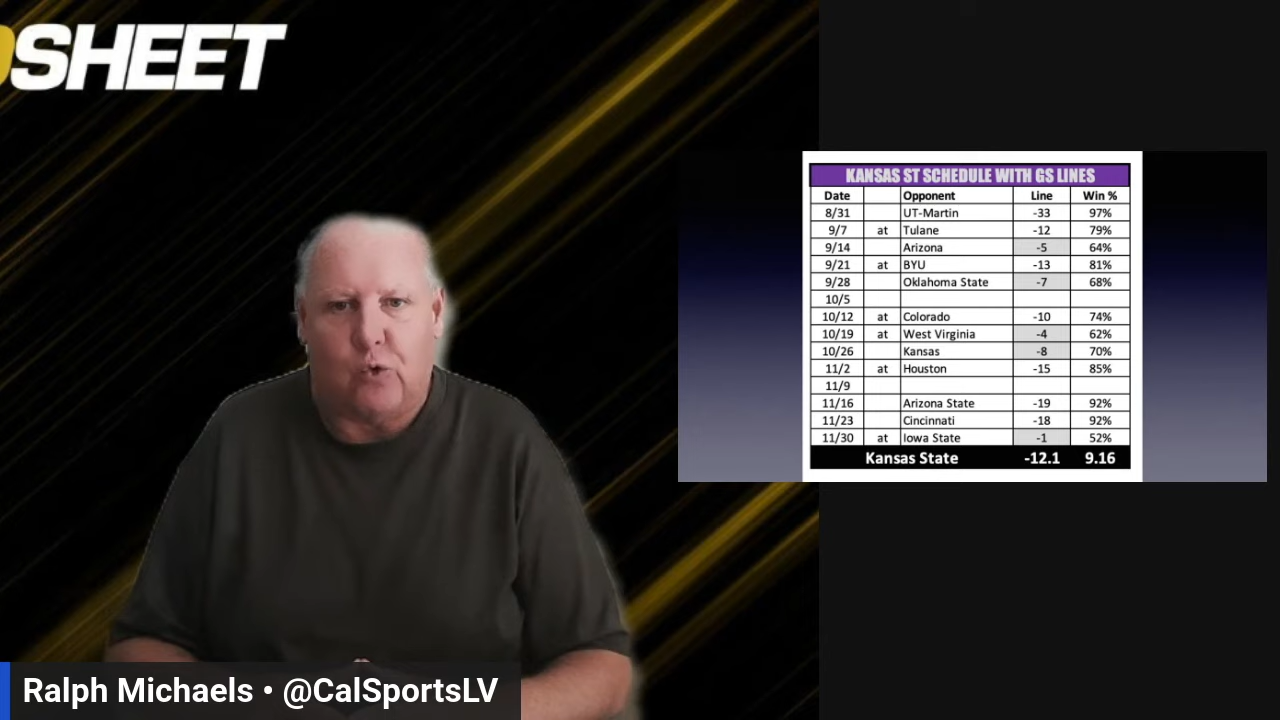 SHEET
KANSAS ST SCHEDULE WITH GS LINES
Date Opponent Line Win %
8/31 UT-Martin -33 97%
9/7 at Tulane -12 79%
9/14 Arizona -5 64%
9/21 at BYU -13 81%
9/28 Oklahoma State -7 68%
10/5
10/12 at Colorado -10 74%
10/19 at West Virginia -4 62%
10/26 Kansas -8 70%
11/2 at Houston -15 85%
11/9
11/16 Arizona State -19 92%
11/23 Cincinnati -18 92%
11/30 at Iowa State -1 52%
Kansas State -12.1 9.16
Ralph Michaels • @CalSportsLV